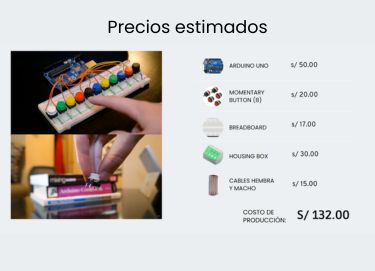 Precios estimados
ARDUINO UNO
s/ 50.00
MOMENTARY
BUTTON (8)
s/ 20.00
BREADBOARD
s/ 17.00
HOUSING BOX
s/ 30.00
CABLES HEMBRA
Y MACHO
s/ 15.00
COSTO DE
PRODUCCIÓN:
S/ 132.00